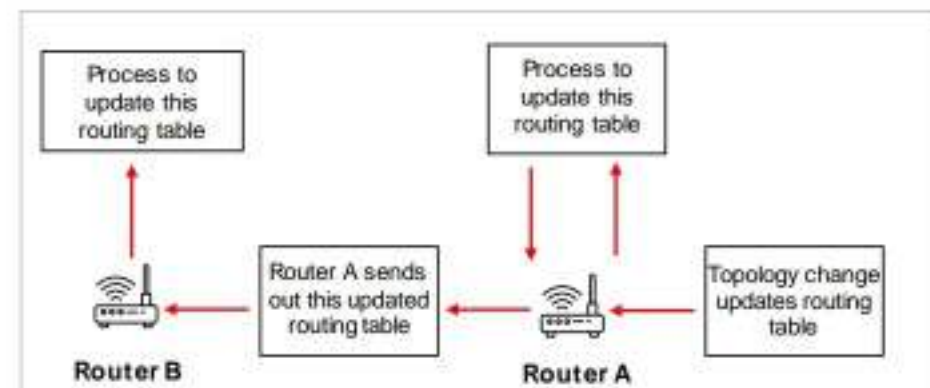 Process to
update this
routing table
Process to
update this
routing table
Router A sends
out this updated
routing table
Topology change
updates routing
table
Router B
Router A